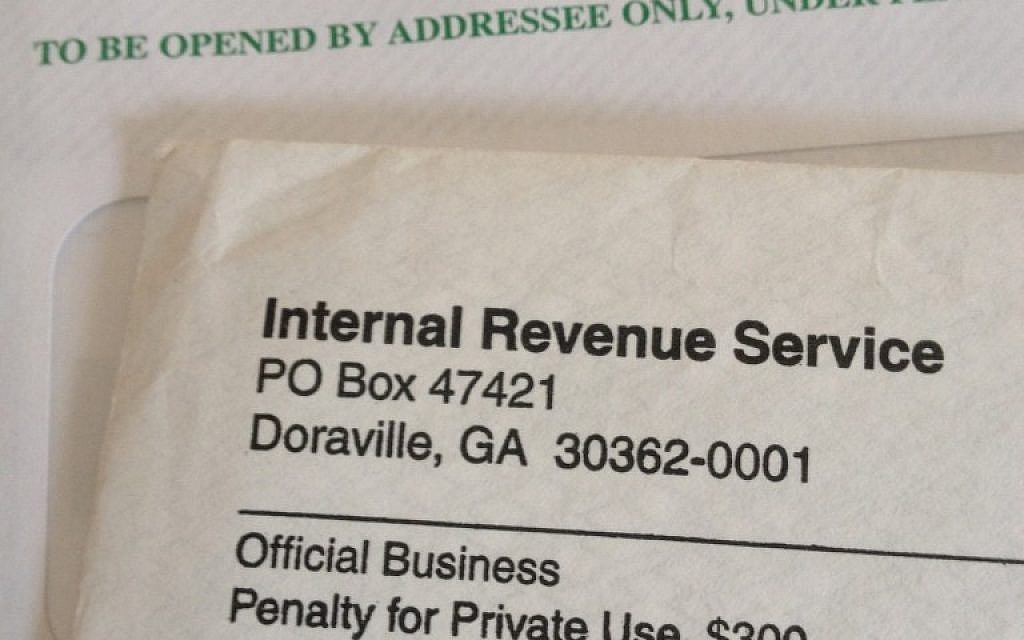 TO BE OPENED BY ADDRESSEE ONLY, UNDER
Internal Revenue Service
PO Box 47421
Doraville, GA 30362-0001
Official Business
Penalty for Private Use, $300